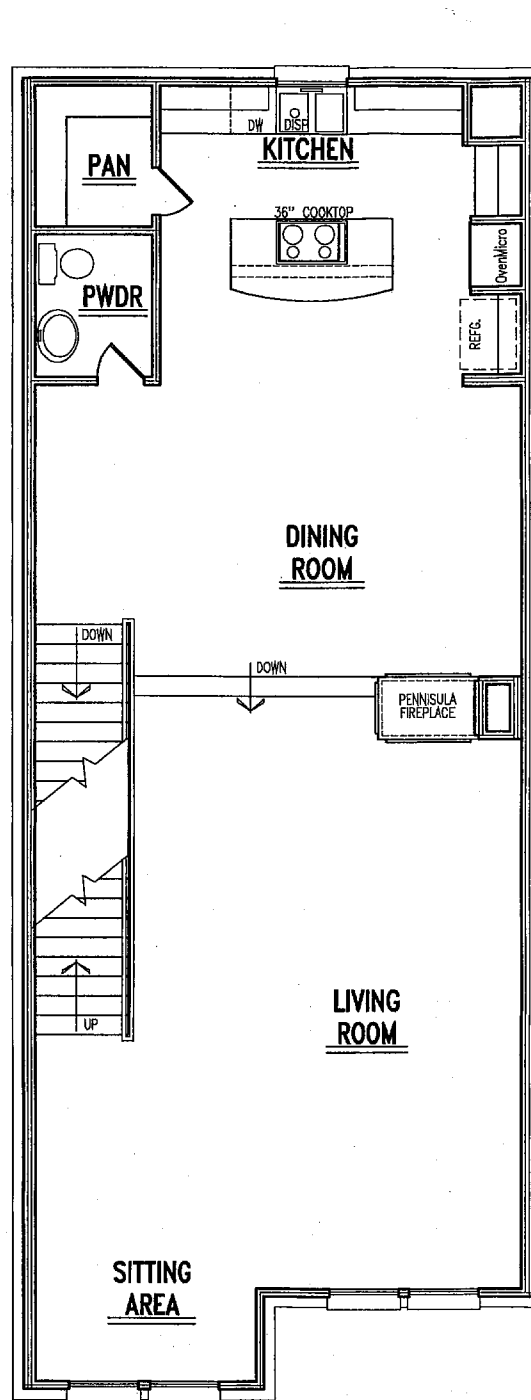 PAN
DW
DISP
KITCHEN
36" COOKTOP
PWDR
OvenMicro
REFG.
DINING
ROOM
DOWN
DOWN
PENNISULA
FIREPLACE
LIVING
ROOM
UP
SITTING
AREA